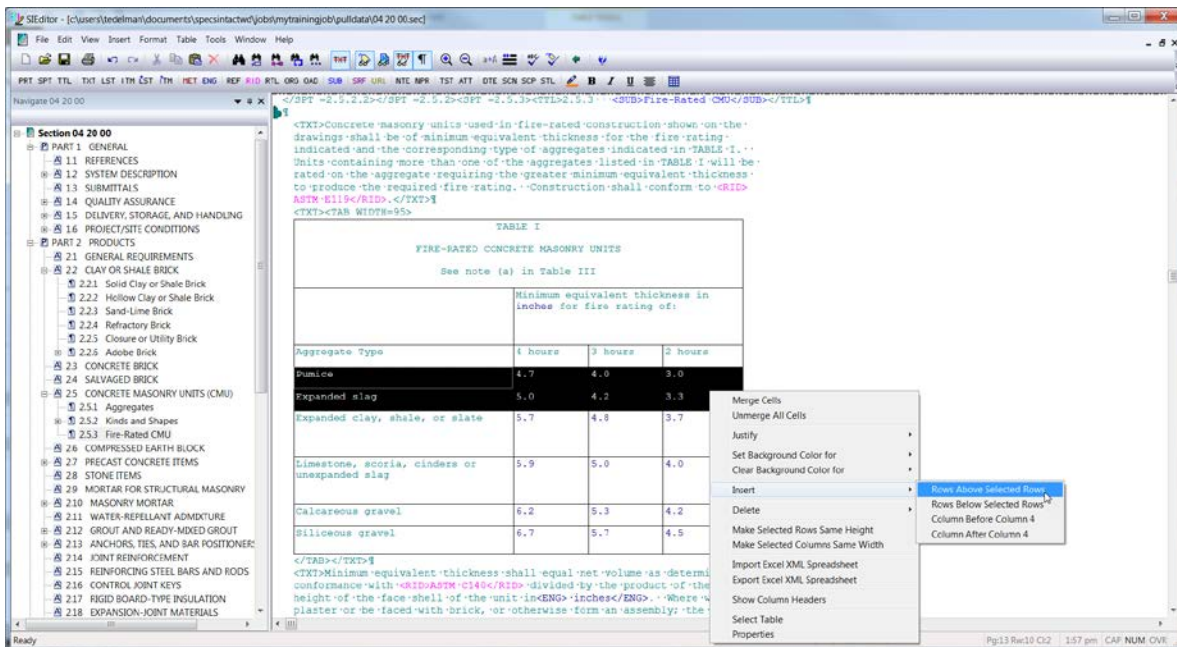 SIEditor - [c:\users\tedelman\documents\specsintactwd\jobs\mytrainingjob\pulldata\04 20 00.sec]
File Edit View Insert Format Table Tools Window Help
PRT SPT TTL TXT LST ITM ĈST ĨTM MET ENG REF RID RTL ORG OAD SUB SRF URL NTE NPR TST ATT DTE SCN SCP STL B I U
Navigate 04 20 00
Section 04 20 00
PART 1 GENERAL
1.1 REFERENCES
1.2 SYSTEM DESCRIPTION
1.3 SUBMITTALS
1.4 QUALITY ASSURANCE
1.5 DELIVERY, STORAGE, AND HANDLING
1.6 PROJECT/SITE CONDITIONS
PART 2 PRODUCTS
2.1 GENERAL REQUIREMENTS
2.2 CLAY OR SHALE BRICK
2.2.1 Solid Clay or Shale Brick
2.2.2 Hollow Clay or Shale Brick
2.2.3 Sand-Lime Brick
2.2.4 Refractory Brick
2.2.5 Closure or Utility Brick
2.2.6 Adobe Brick
2.3 CONCRETE BRICK
2.4 SALVAGED BRICK
2.5 CONCRETE MASONRY UNITS (CMU)
2.5.1 Aggregates
2.5.2 Kinds and Shapes
2.5.3 Fire-Rated CMU
2.6 COMPRESSED EARTH BLOCK
2.7 PRECAST CONCRETE ITEMS
2.8 STONE ITEMS
2.9 MORTAR FOR STRUCTURAL MASONRY
2.10 MASONRY MORTAR
2.11 WATER-REPELLANT ADMIXTURE
2.12 GROUT AND READY-MIXED GROUT
2.13 ANCHORS, TIES, AND BAR POSITIONERS
2.14 JOINT REINFORCEMENT
2.15 REINFORCING STEEL BARS AND RODS
2.16 CONTROL JOINT KEYS
2.17 RIGID BOARD-TYPE INSULATION
2.18 EXPANSION-JOINT MATERIALS
</SPT =2.5.2.2></SPT =2.5.2><SPT =2.5.3><TTL>2.5.3···<SUB>Fire-Rated·CMU</SUB></TTL>¶
¶
<TXT>Concrete·masonry·units·used·in·fire-rated·construction·shown·on·the·
drawings·shall·be·of·minimum·equivalent·thickness·for·the·fire·rating·
indicated·and·the·corresponding·type·of·aggregates·indicated·in·TABLE·I.··
Units·containing·more·than·one·of·the·aggregates·listed·in·TABLE·I·will·be·
rated·on·the·aggregate·requiring·the·greater·minimum·equivalent·thickness·
to·produce·the·required·fire·rating.··Construction·shall·conform·to·<RID>
ASTM·E119</RID>.</TXT>¶
<TXT><TAB WIDTH=95>
TABLE I
FIRE-RATED CONCRETE MASONRY UNITS
See note (a) in Table III
Minimum equivalent thickness in
inches for fire rating of:
Aggregate Type 4 hours 3 hours 2 hours
Pumice 4.7 4.0 3.0
Expanded slag 5.0 4.2 3.3
Expanded clay, shale, or slate 5.7 4.8 3.7
Limestone, scoria, cinders or
unexpanded slag 5.9 5.0 4.0
Calcareous gravel 6.2 5.3 4.2
Siliceous gravel 6.7 5.7 4.5
</TAB></TXT>¶
<TXT>Minimum·equivalent·thickness·shall·equal·net·volume·as·determi
conformance·with·<RID>ASTM·C140</RID>·divided·by·the·product·of·the
height·of·the·face·shell·of·the·unit·in<ENG>·inches</ENG>.··Where·w
plaster·or·be·faced·with·brick,·or·otherwise·form·an·assembly;·the
Merge Cells
Unmerge All Cells
Justify
Set Background Color for
Clear Background Color for
Insert
Delete
Make Selected Rows Same Height
Make Selected Columns Same Width
Import Excel XML Spreadsheet
Export Excel XML Spreadsheet
Show Column Headers
Select Table
Properties
Rows Above Selected Rows
Rows Below Selected Rows
Column Before Column 4
Column After Column 4
Ready
Pg:13 Rw:10 Cl:2 1:57 pm CAP NUM OVR